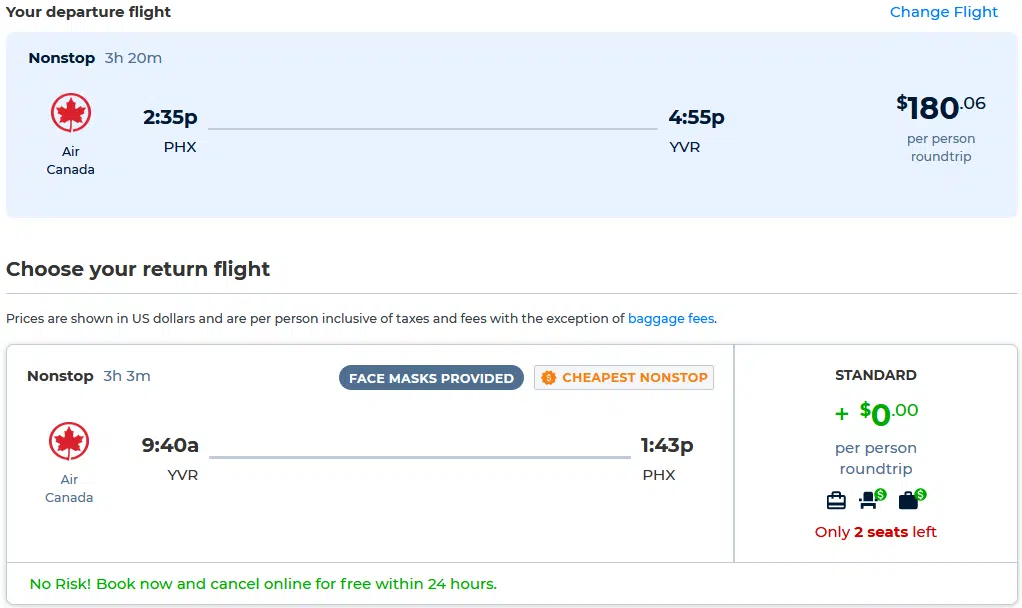 Your departure flight Change Flight
Nonstop 3h 20m
2:35p 4:55p $180.06
PHX YVR
per person
roundtrip
Air
Canada
Choose your return flight
Prices are shown in US dollars and are per person inclusive of taxes and fees with the exception of baggage fees.
Nonstop 3h 3m FACE MASKS PROVIDED $ CHEAPEST NONSTOP
9:40a 1:43p
YVR PHX
Air
Canada
STANDARD
+ $0.00
per person
roundtrip
$ $
Only 2 seats left
No Risk! Book now and cancel online for free within 24 hours.